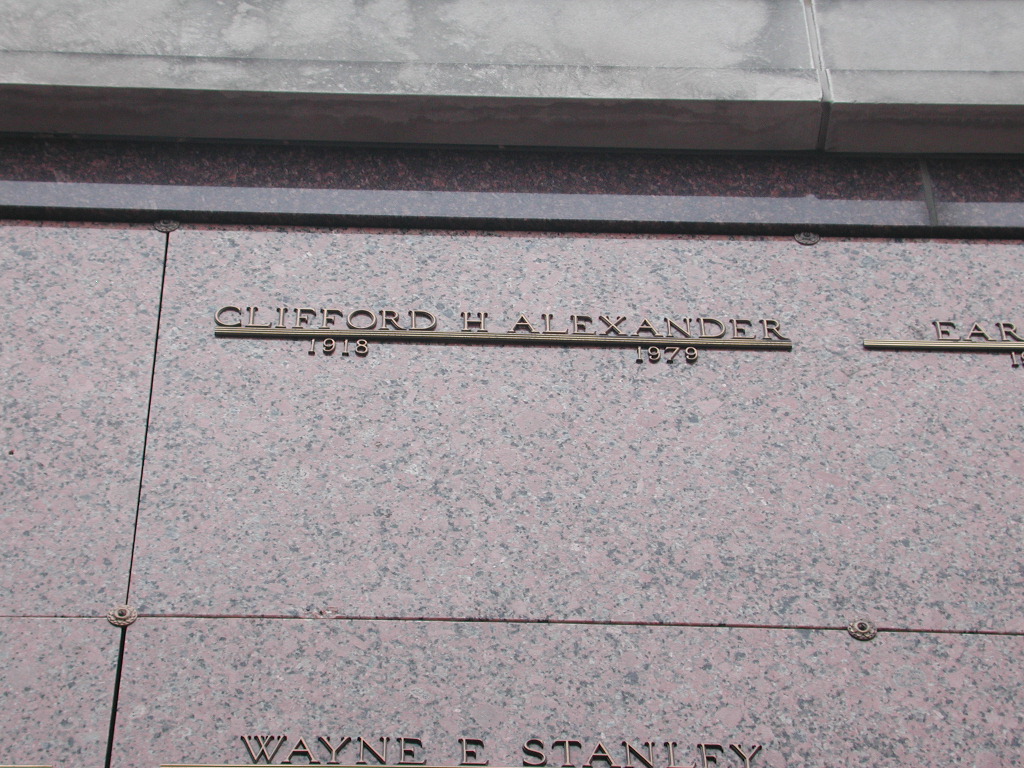 CLIFFORD H ALEXANDER
1918 1979
WAYNE E STANLEY